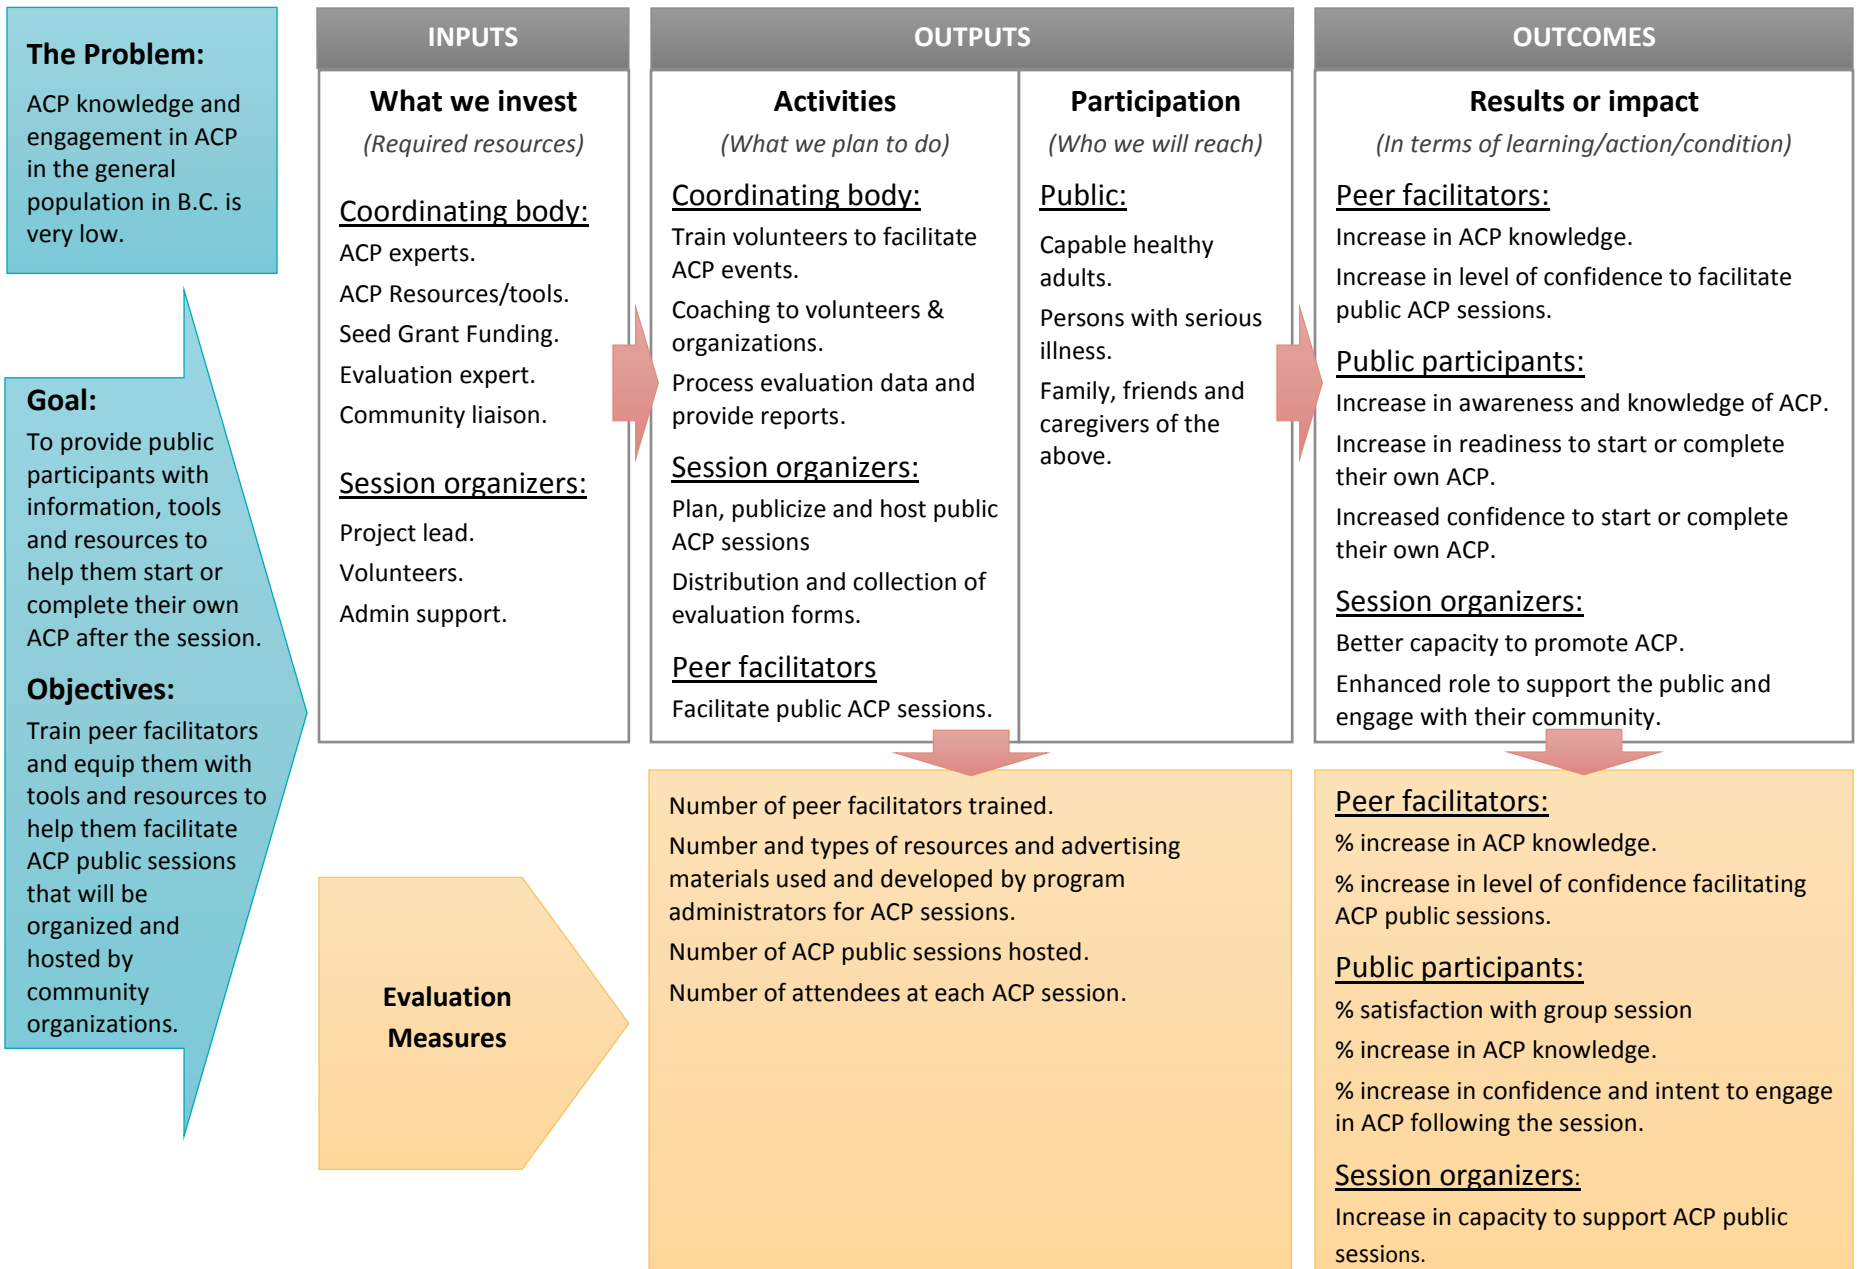 The Problem:
ACP knowledge and
engagement in ACP
in the general
population in B.C. is
very low.
Goal:
To provide public
participants with
information, tools
and resources to
help them start or
complete their own
ACP after the session.
Objectives:
Train peer facilitators
and equip them with
tools and resources to
help them facilitate
ACP public sessions
that will be
organized and
hosted by
community
organizations.
INPUTS
What we invest
(Required resources)
Coordinating body:
ACP experts.
ACP Resources/tools.
Seed Grant Funding.
Evaluation expert.
Community liaison.
Session organizers:
Project lead.
Volunteers.
Admin support.
OUTPUTS
Activities
(What we plan to do)
Coordinating body:
Train volunteers to facilitate
ACP events.
Coaching to volunteers &
organizations.
Process evaluation data and
provide reports.
Session organizers:
Plan, publicize and host public
ACP sessions
Distribution and collection of
evaluation forms.
Peer facilitators
Facilitate public ACP sessions.
Participation
(Who we will reach)
Public:
Capable healthy
adults.
Persons with serious
illness.
Family, friends and
caregivers of the
above.
OUTCOMES
Results or impact
(In terms of learning/action/condition)
Peer facilitators:
Increase in ACP knowledge.
Increase in level of confidence to facilitate
public ACP sessions.
Public participants:
Increase in awareness and knowledge of ACP.
Increase in readiness to start or complete
their own ACP.
Increased confidence to start or complete
their own ACP.
Session organizers:
Better capacity to promote ACP.
Enhanced role to support the public and
engage with their community.
Evaluation
Measures
Number of peer facilitators trained.
Number and types of resources and advertising
materials used and developed by program
administrators for ACP sessions.
Number of ACP public sessions hosted.
Number of attendees at each ACP session.
Peer facilitators:
% increase in ACP knowledge.
% increase in level of confidence facilitating
ACP public sessions.
Public participants:
% satisfaction with group session
% increase in ACP knowledge.
% increase in confidence and intent to engage
in ACP following the session.
Session organizers:
Increase in capacity to support ACP public
sessions.